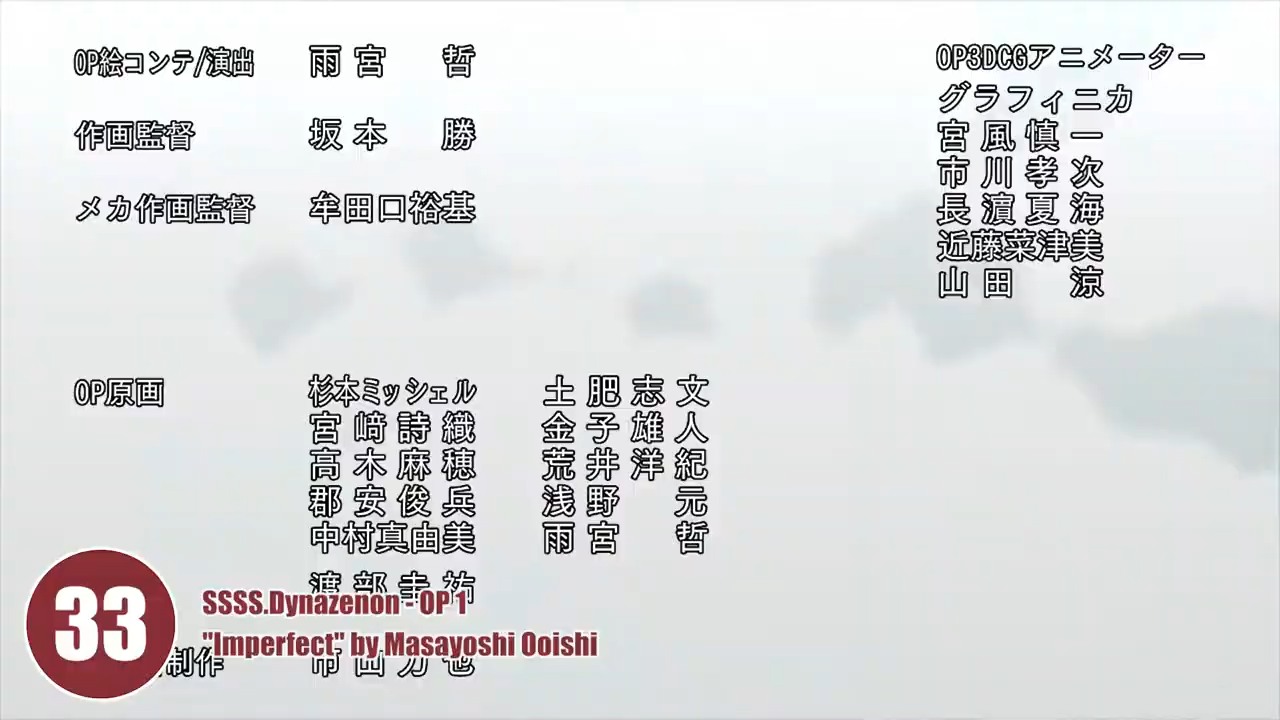 OP絵コンテ/演出 雨宮 哲
作画監督 坂本 勝
メカ作画監督 牟田口裕基
OP3DCGアニメーター
グラフィニカ
宮風慎一
市川孝次
長濵夏海
近藤菜津美
山田 涼
OP原画 杉本ミッシェル 土肥志文
宮﨑詩織 金子雄人
高木麻穂 荒井洋紀
郡安俊兵 浅野 元
中村真由美 雨宮 哲
渡部圭祐
制作
33
SSSS.Dynazenon - OP 1
"Imperfect" by Masayoshi Ooishi